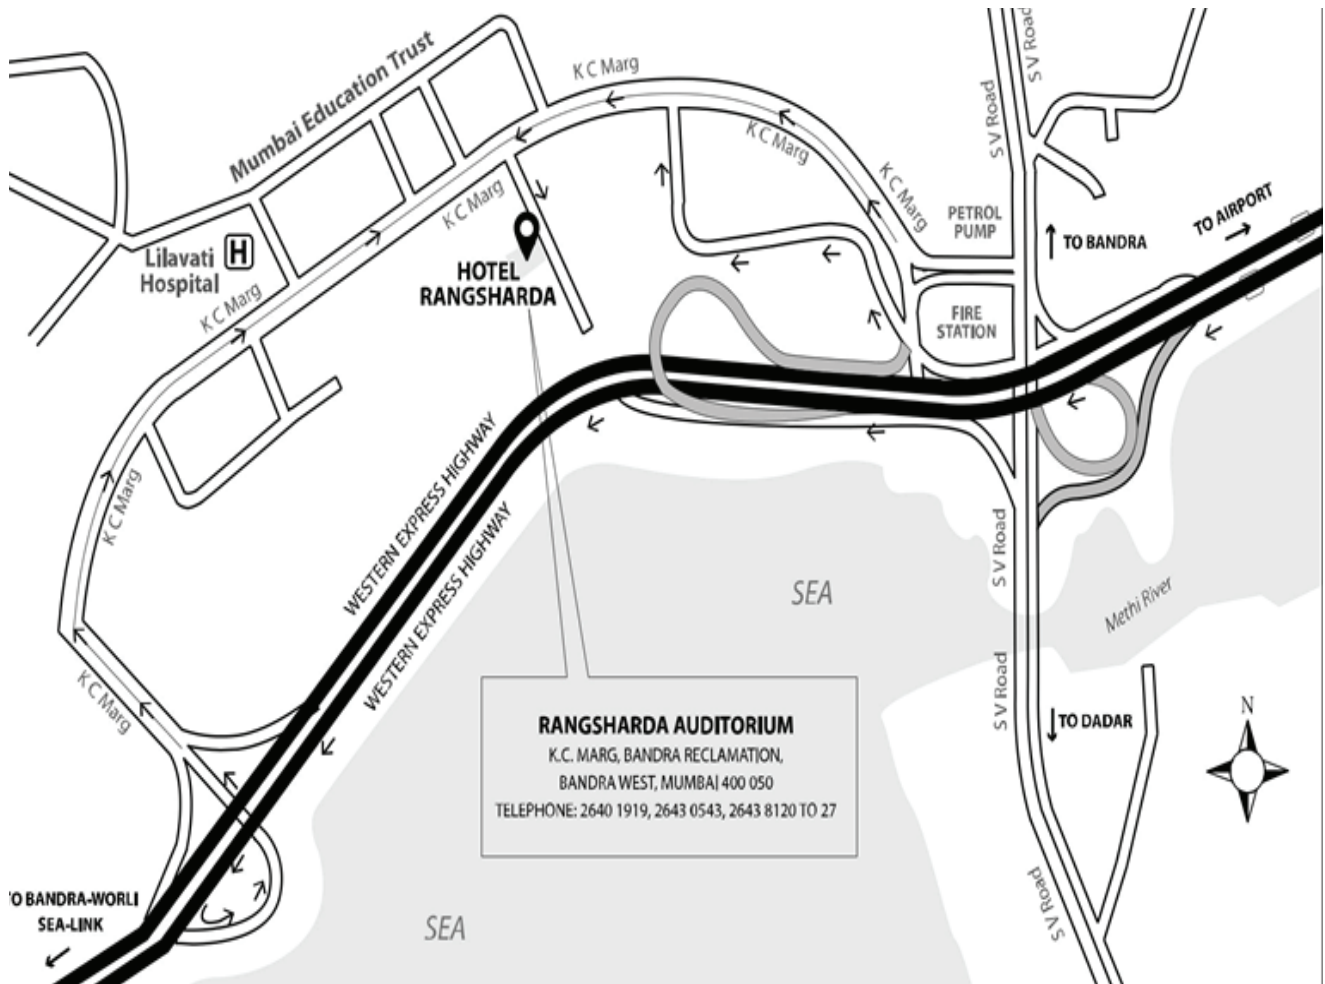 K C Marg
S V Road
S V Road
Mumbai Education Trust
K C Marg
K C Marg
K C Marg
PETROL
PUMP
TO AIRPORT
TO BANDRA
Lilavati
Hospital
H
HOTEL
RANGSHARDA
K C Marg
FIRE
STATION
K C Marg
WESTERN EXPRESS HIGHWAY
WESTERN EXPRESS HIGHWAY
S V Road
SEA
Methi River
S V Road
K C Marg
RANGSHARDA AUDITORIUM
K.C. MARG, BANDRA RECLAMATION,
BANDRA WEST, MUMBAI 400 050
TELEPHONE: 2640 1919, 2643 0543, 2643 8120 TO 27
TO DADAR
N
O BANDRA-WORLI
SEA-LINK
SEA
S V Road